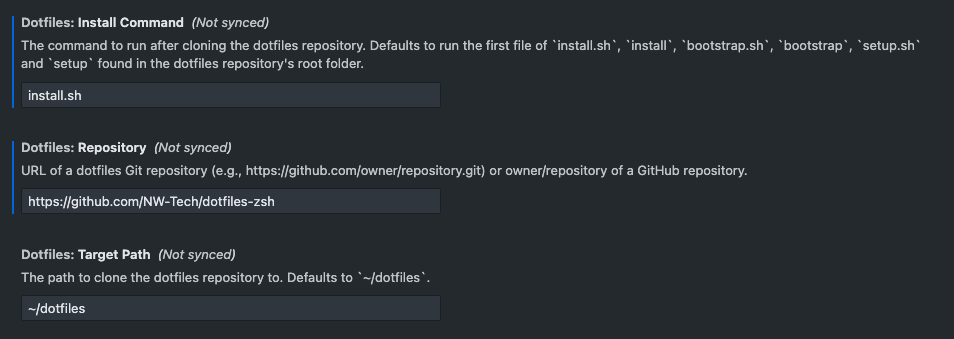 Dotfiles: Install Command (Not synced)
The command to run after cloning the dotfiles repository. Defaults to run the first file of `install.sh`, `install`, `bootstrap.sh`, `bootstrap`, `setup.sh`
and `setup` found in the dotfiles repository's root folder.
install.sh
Dotfiles: Repository (Not synced)
URL of a dotfiles Git repository (e.g., https://github.com/owner/repository.git) or owner/repository of a GitHub repository.
https://github.com/NW-Tech/dotfiles-zsh
Dotfiles: Target Path (Not synced)
The path to clone the dotfiles repository to. Defaults to `~/dotfiles`.
~/dotfiles